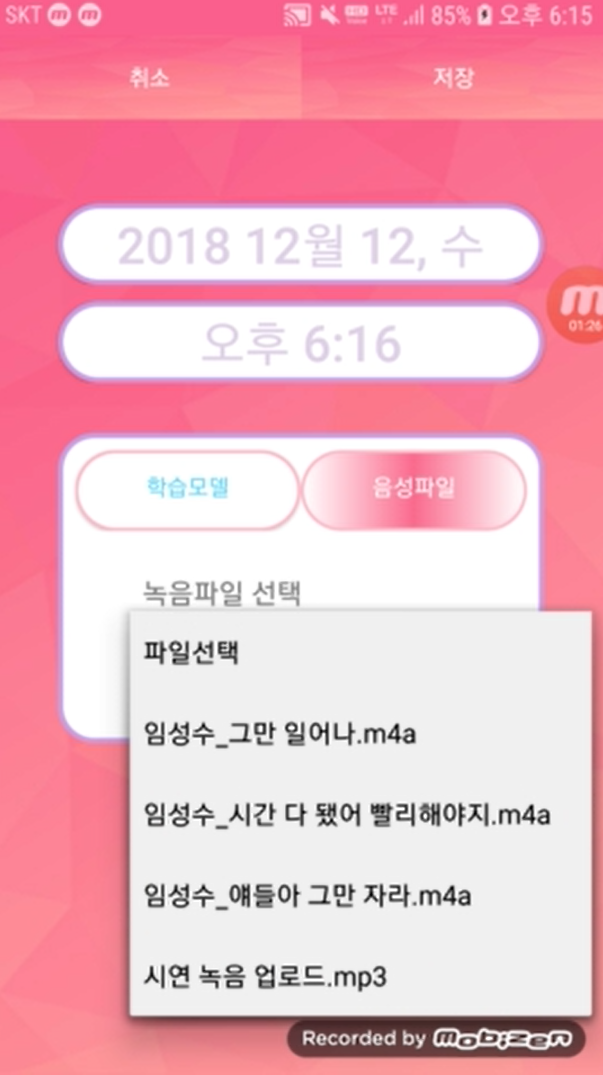 SKT 85% 오후 6:15
취소 저장
2018 12월 12, 수
오후 6:16
01:26
학습모델 음성파일
녹음파일 선택
파일선택
임성수_그만 일어나.m4a
임성수_시간 다 됐어 빨리해야지.m4a
임성수_얘들아 그만 자라.m4a
시연 녹음 업로드.mp3
Recorded by mobizen